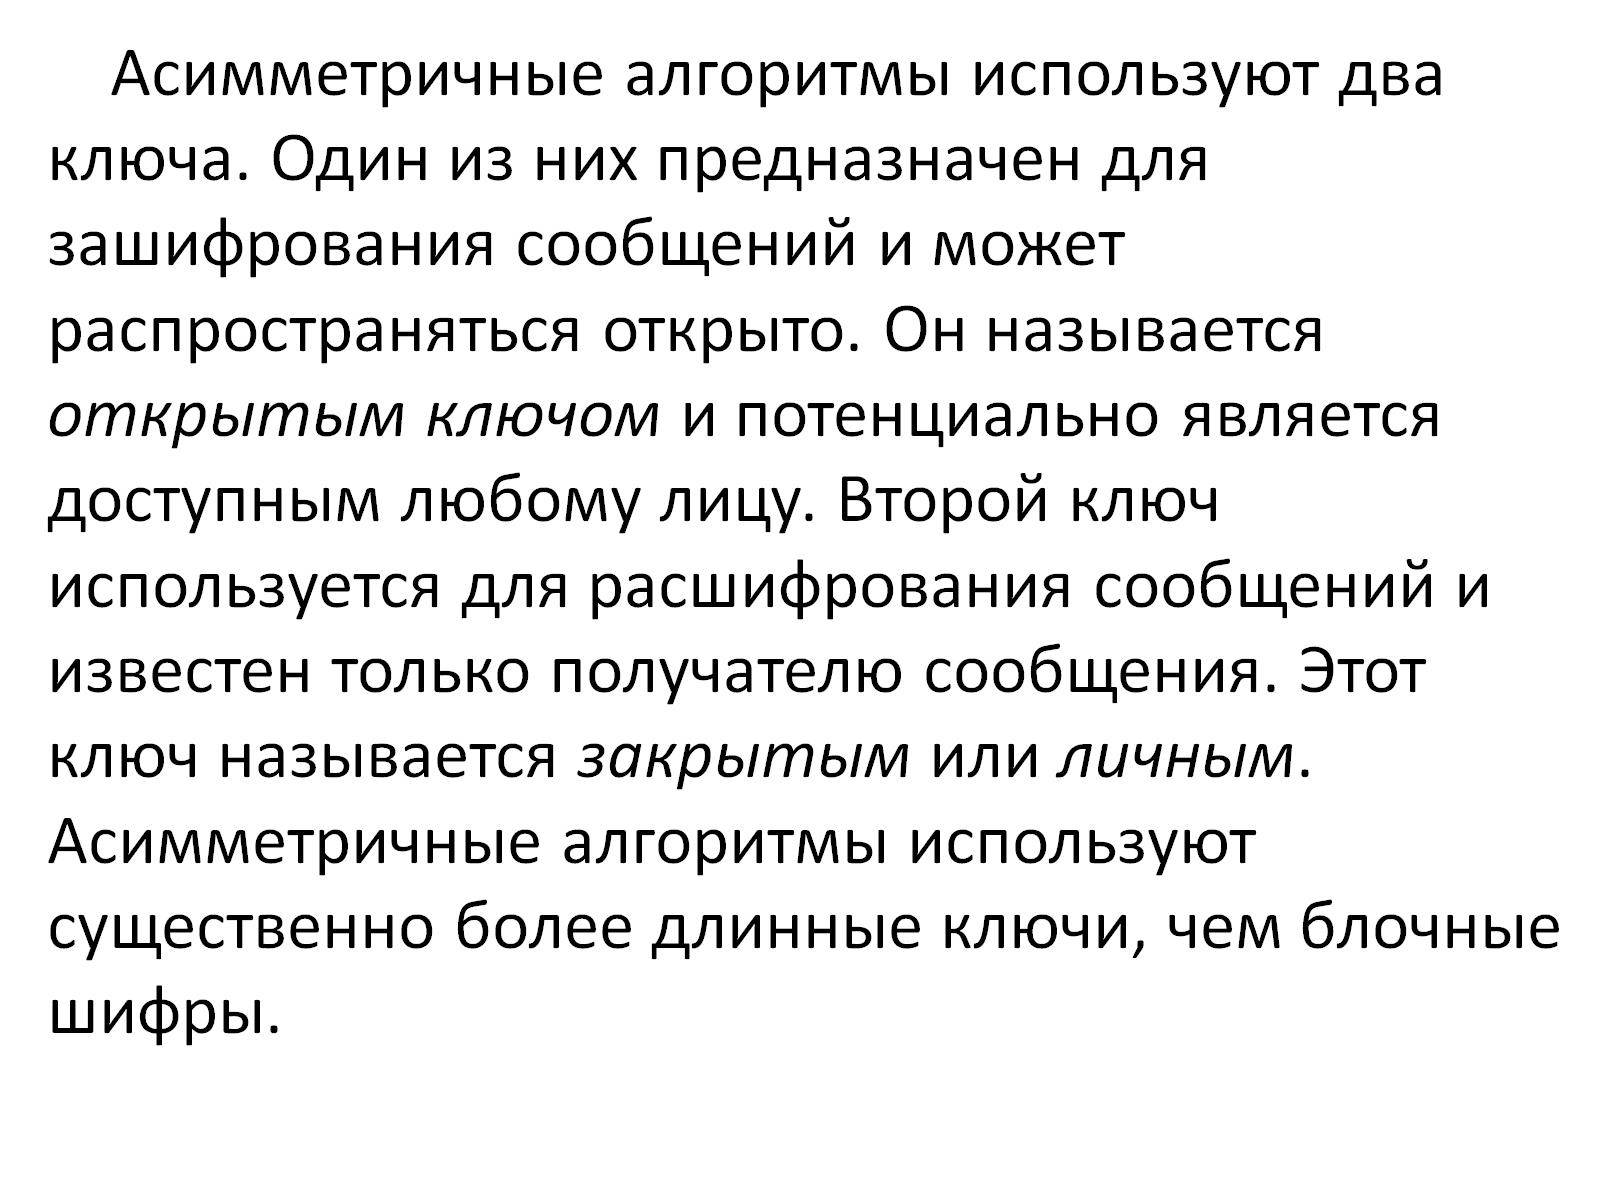 Асимметричные алгоритмы используют два
ключа. Один из них предназначен для
зашифрования сообщений и может
распространяться открыто. Он называется
открытым ключом и потенциально является
доступным любому лицу. Второй ключ
используется для расшифрования сообщений и
известен только получателю сообщения. Этот
ключ называется закрытым или личным.
Асимметричные алгоритмы используют
существенно более длинные ключи, чем блочные
шифры.